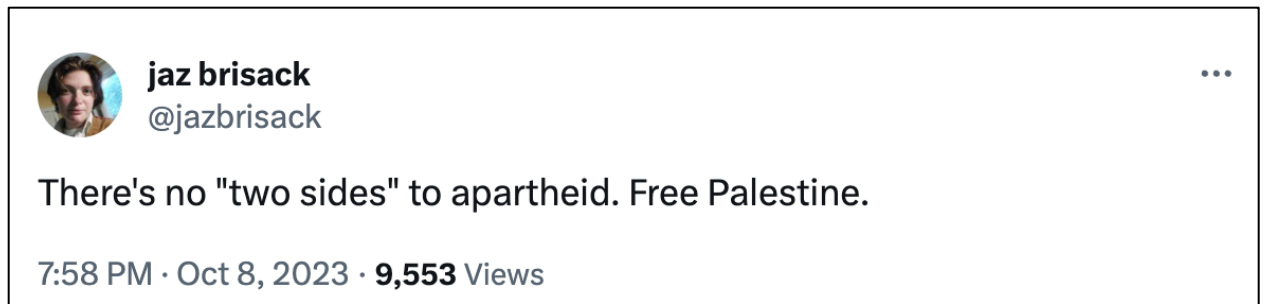 jaz brisack
@jazbrisack
There's no "two sides" to apartheid. Free Palestine.
7:58 PM · Oct 8, 2023 · 9,553 Views